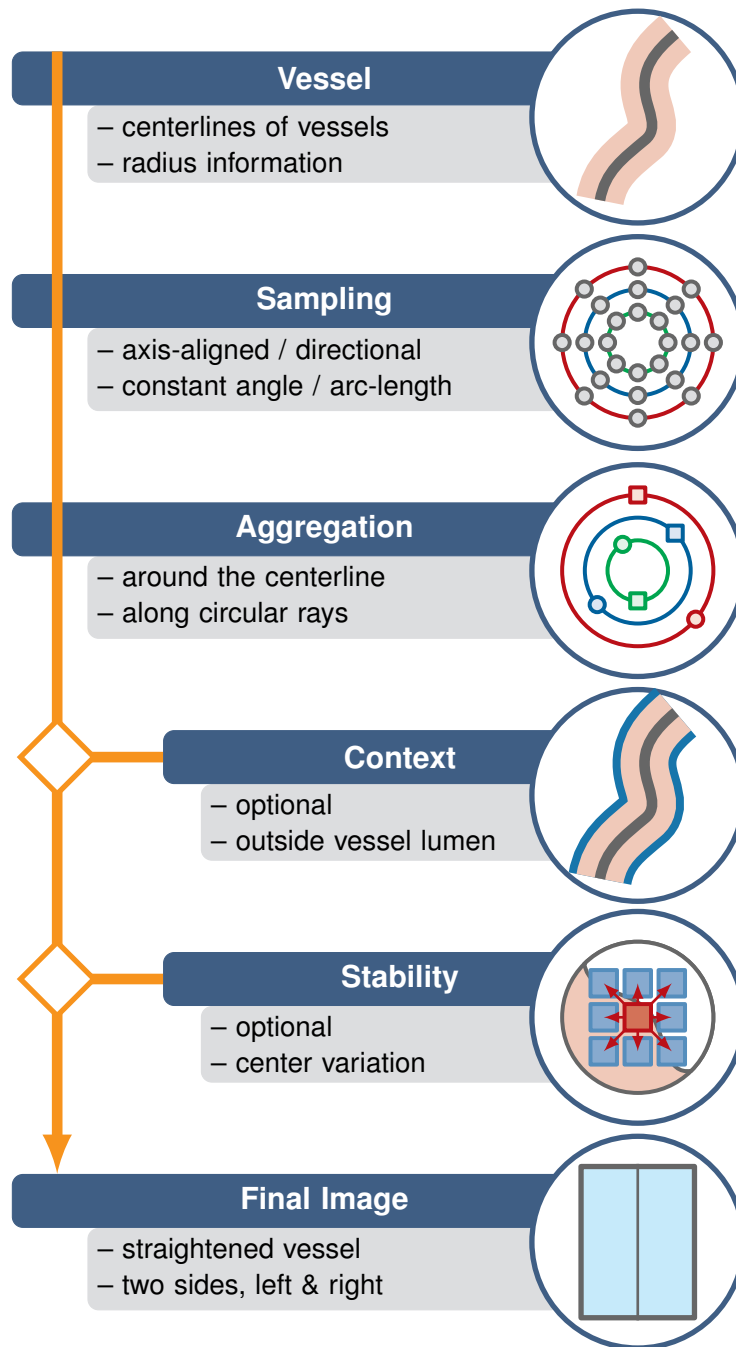 Vessel
– centerlines of vessels
– radius information
Sampling
– axis-aligned / directional
– constant angle / arc-length
Aggregation
– around the centerline
– along circular rays
Context
– optional
– outside vessel lumen
Stability
– optional
– center variation
Final Image
– straightened vessel
– two sides, left & right